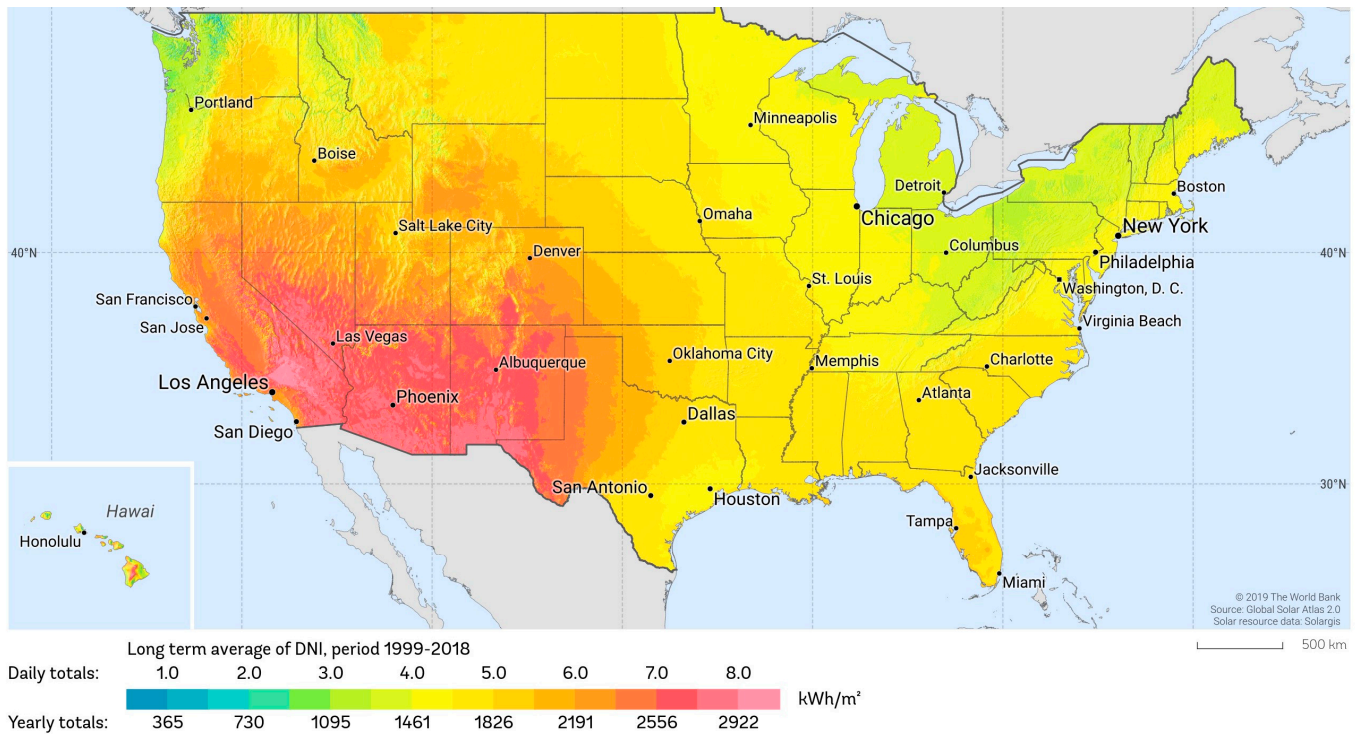 Portland
Minneapolis
Boise
Detroit
Boston
Omaha
Chicago
Salt Lake City
New York
40°N
Denver
Columbus
40°N
Philadelphia
St. Louis
Washington, D. C.
San Francisco
San Jose
Virginia Beach
Las Vegas
Oklahoma City
Memphis
Charlotte
Albuquerque
Los Angeles
Phoenix
Atlanta
Dallas
San Diego
Jacksonville
30°N
San Antonio
Houston
Hawai
Tampa
Honolulu
Miami
© 2019 The World Bank
Source: Global Solar Atlas 2.0
Solar resource data: Solargis
Long term average of DNI, period 1999-2018
500 km
Daily totals: 1.0 2.0 3.0 4.0 5.0 6.0 7.0 8.0
kWh/m²
Yearly totals: 365 730 1095 1461 1826 2191 2556 2922